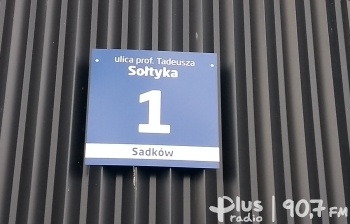 ulica prof. Tadeusza
Sołtyka
1
Sadków
plus
radio
90,7 FM